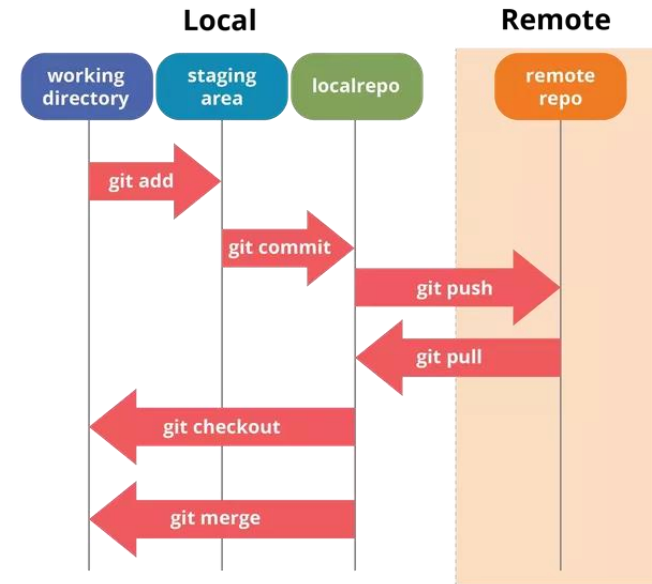 Local
Remote
working
directory
staging
area
localrepo
remote
repo
git add
git commit
git push
git pull
git checkout
git merge